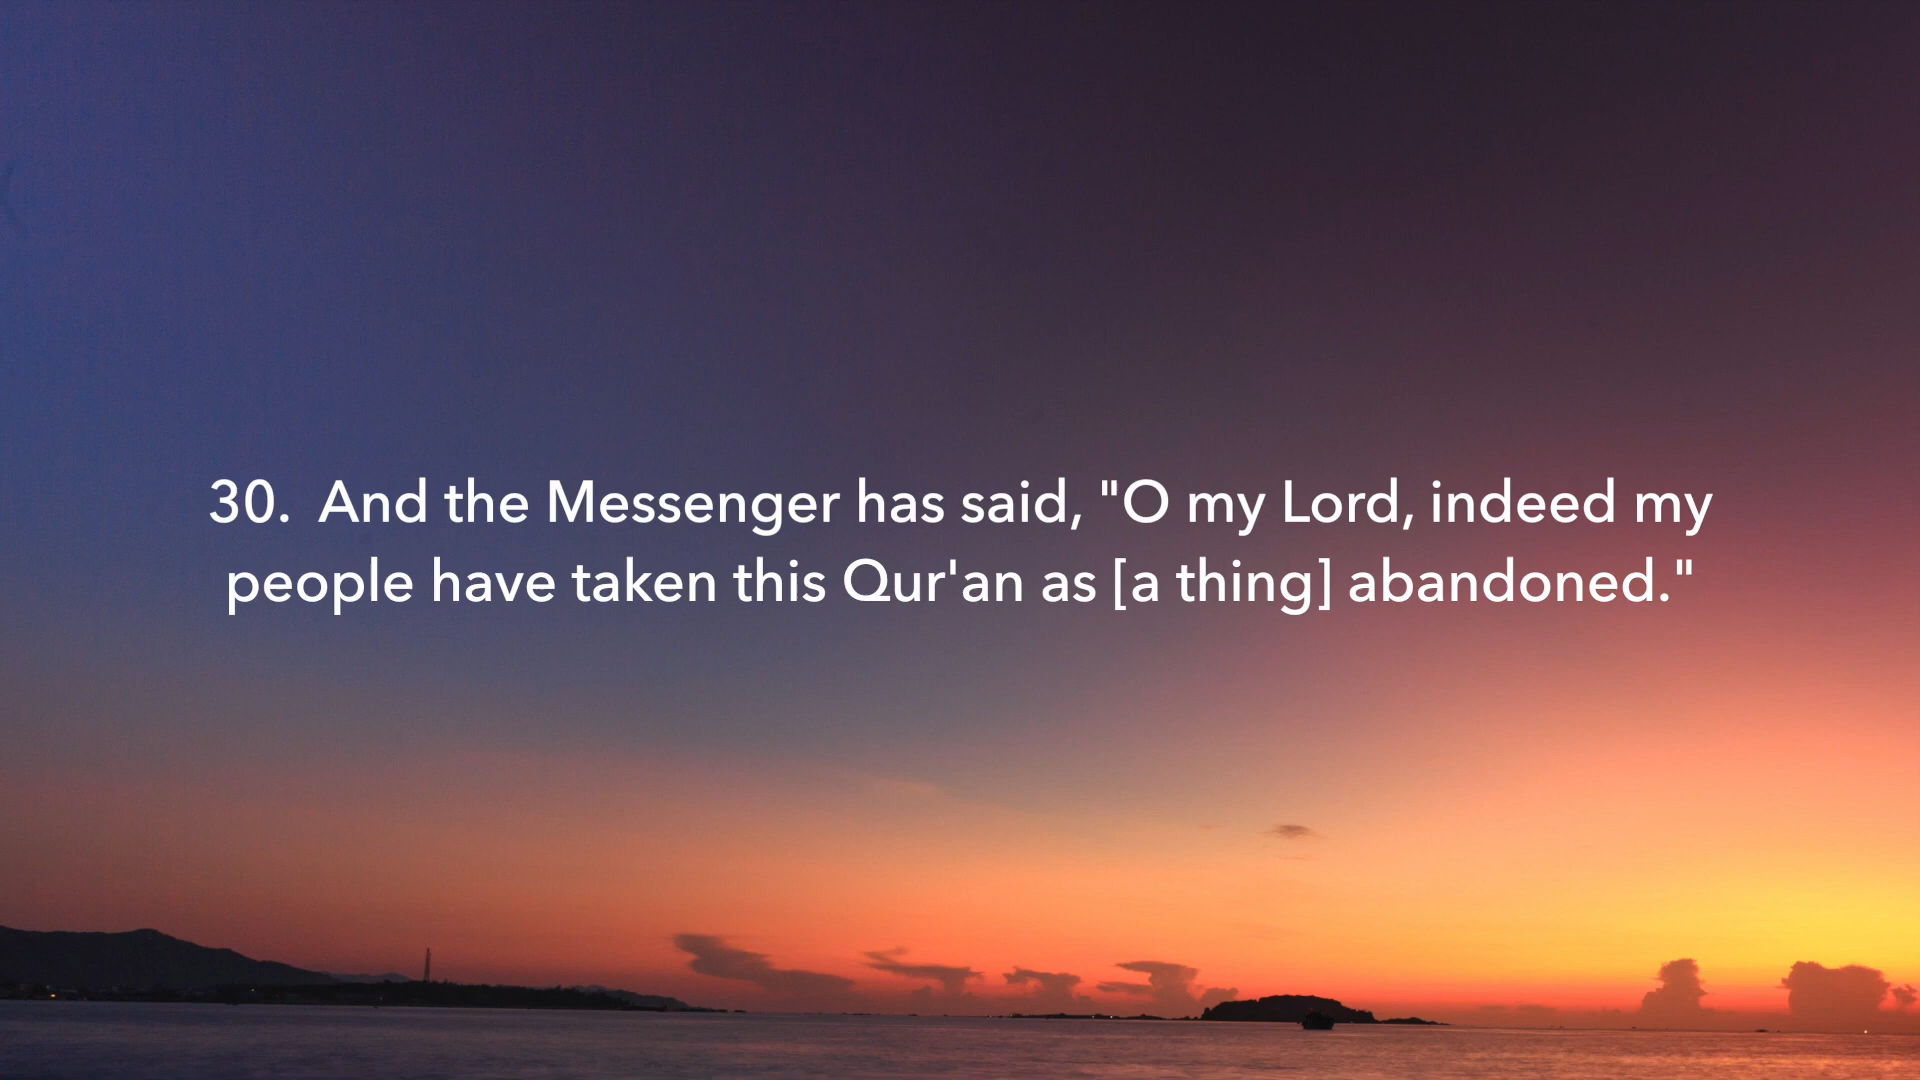 30.  And the Messenger has said, "O my Lord, indeed my
people have taken this Qur'an as [a thing] abandoned."